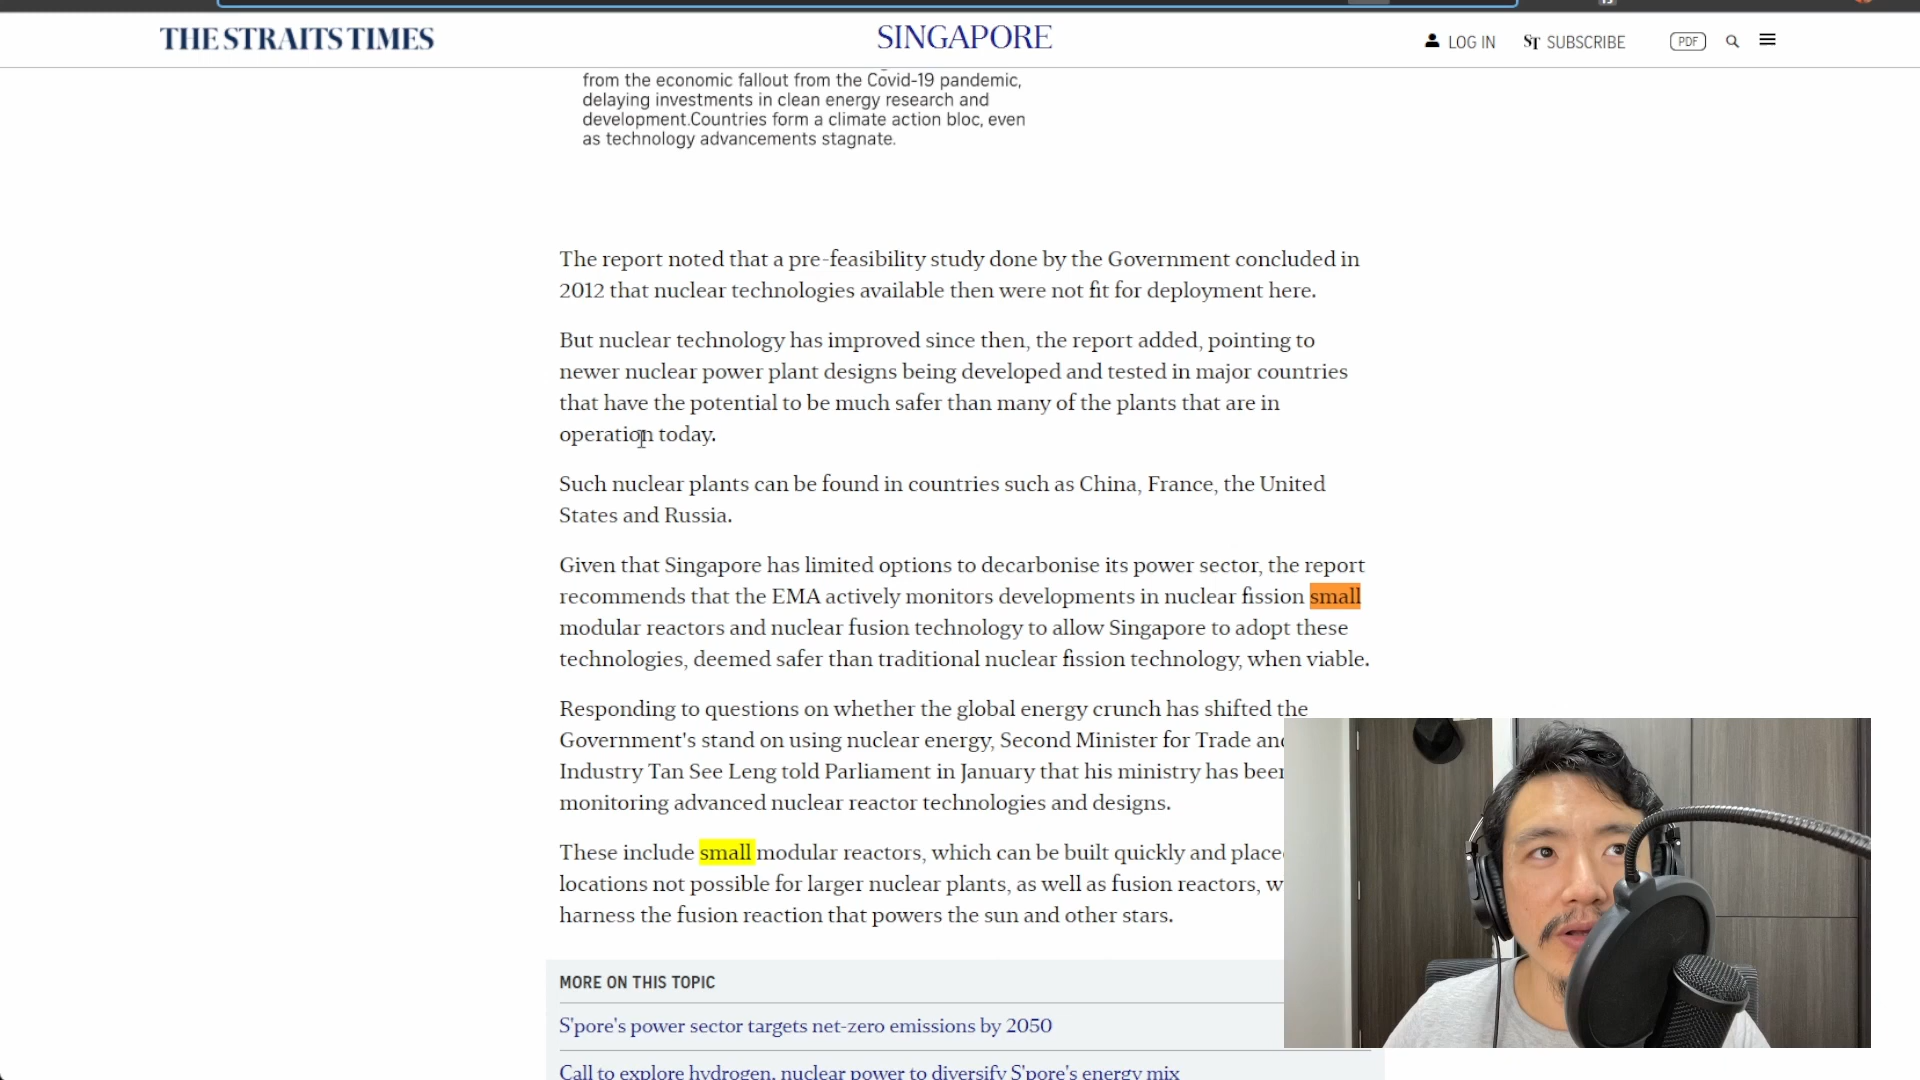 THE STRAITS TIMES
SINGAPORE
LOG IN
ST SUBSCRIBE
PDF
from the economic fallout from the Covid-19 pandemic,
delaying investments in clean energy research and
development.Countries form a climate action bloc, even
as technology advancements stagnate.
The report noted that a pre-feasibility study done by the Government concluded in
2012 that nuclear technologies available then were not fit for deployment here.
But nuclear technology has improved since then, the report added, pointing to
newer nuclear power plant designs being developed and tested in major countries
that have the potential to be much safer than many of the plants that are in
operation today.
Such nuclear plants can be found in countries such as China, France, the United
States and Russia.
Given that Singapore has limited options to decarbonise its power sector, the report
recommends that the EMA actively monitors developments in nuclear fission small
modular reactors and nuclear fusion technology to allow Singapore to adopt these
technologies, deemed safer than traditional nuclear fission technology, when viable.
Responding to questions on whether the global energy crunch has shifted the
Government's stand on using nuclear energy, Second Minister for Trade and
Industry Tan See Leng told Parliament in January that his ministry has been
monitoring advanced nuclear reactor technologies and designs.
These include small modular reactors, which can be built quickly and place
locations not possible for larger nuclear plants, as well as fusion reactors, w
harness the fusion reaction that powers the sun and other stars.
MORE ON THIS TOPIC
S'pore's power sector targets net-zero emissions by 2050
Call to explore hydrogen, nuclear power to diversify S'pore's energy mix